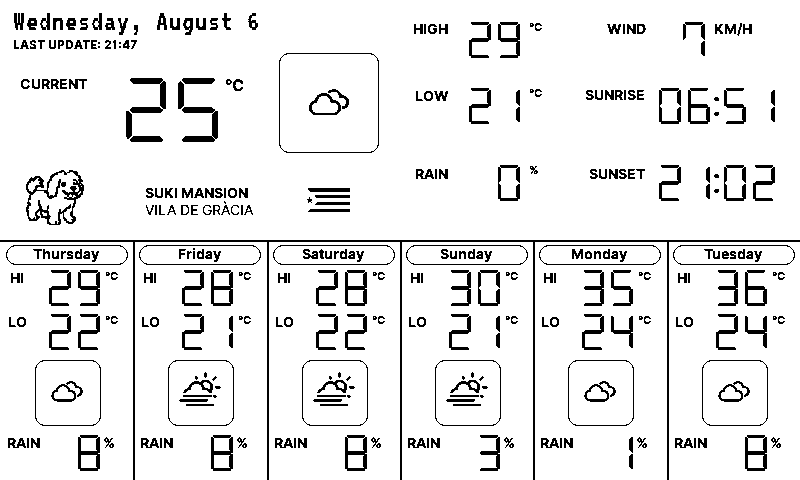 Wednesday, August 6
LAST UPDATE: 21:47
CURRENT 25 °C
SUKI MANSION
VILA DE GRÀCIA
HIGH 29 °C
LOW 21 °C
RAIN 0 %
WIND 7 KM/H
SUNRISE 06:51
SUNSET 21:02
Thursday
HI 29 °C
LO 22 °C
RAIN 8 %
Friday
HI 28 °C
LO 21 °C
RAIN 8 %
Saturday
HI 28 °C
LO 22 °C
RAIN 8 %
Sunday
HI 30 °C
LO 21 °C
RAIN 3 %
Monday
HI 35 °C
LO 24 °C
RAIN 1 %
Tuesday
HI 36 °C
LO 24 °C
RAIN 8 %